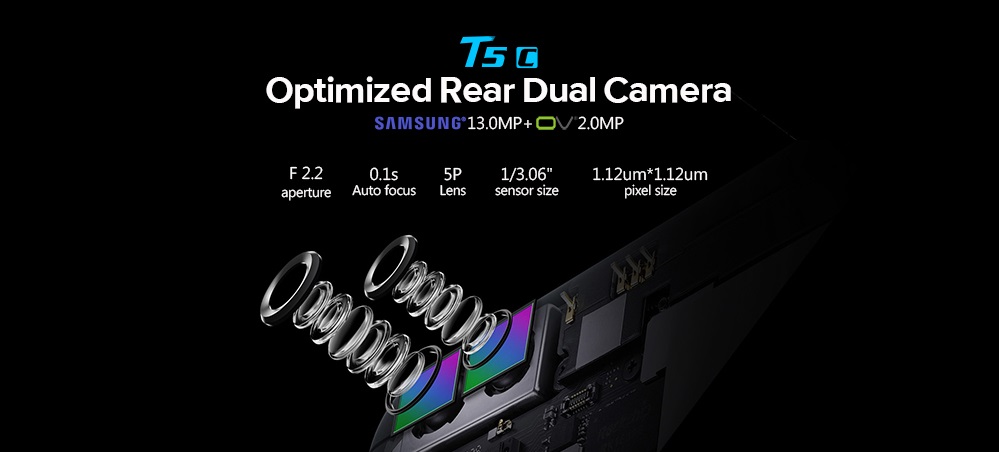 T5 C
Optimized Rear Dual Camera
SAMSUNG 13.0MP+ OV 2.0MP
F 2.2 0.1s 5P 1/3.06" 1.12um*1.12um
aperture Auto focus Lens sensor size pixel size